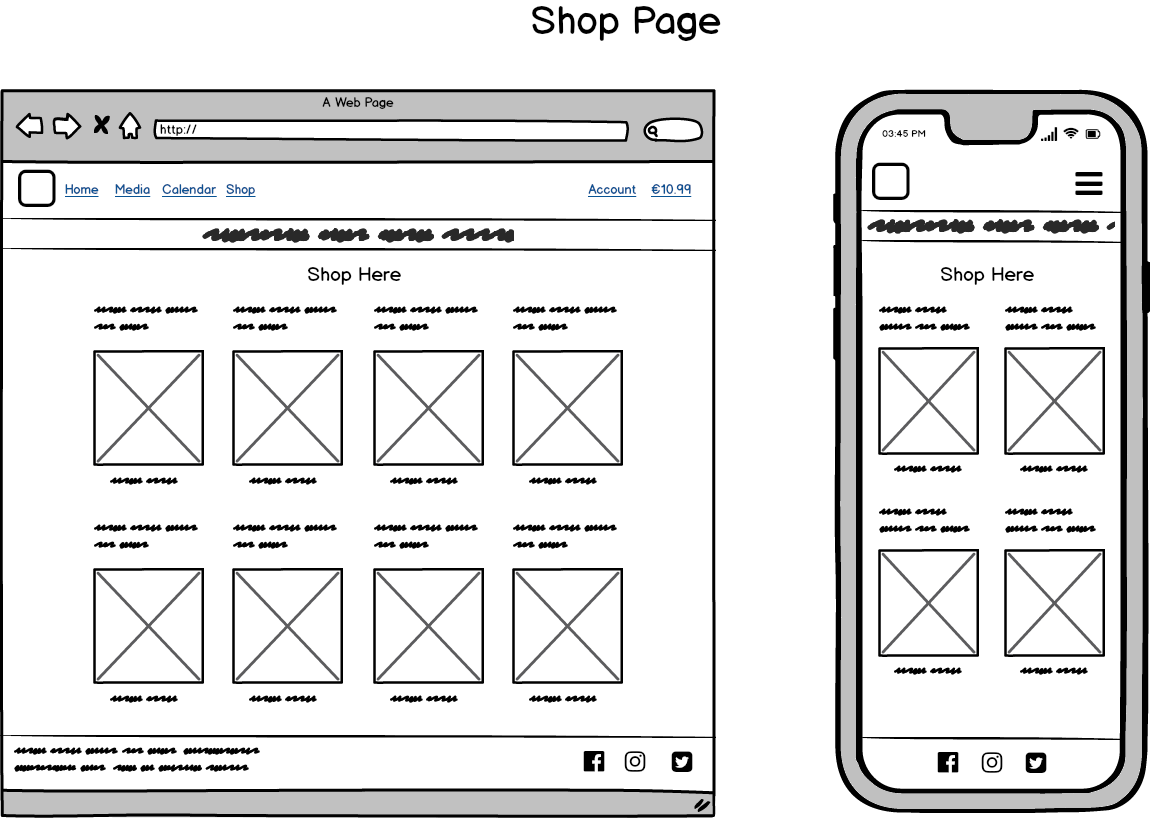 Shop Page
A Web Page
http://
Home Media Calendar Shop Account €10.99
Shop Here
03:45 PM
Shop Here